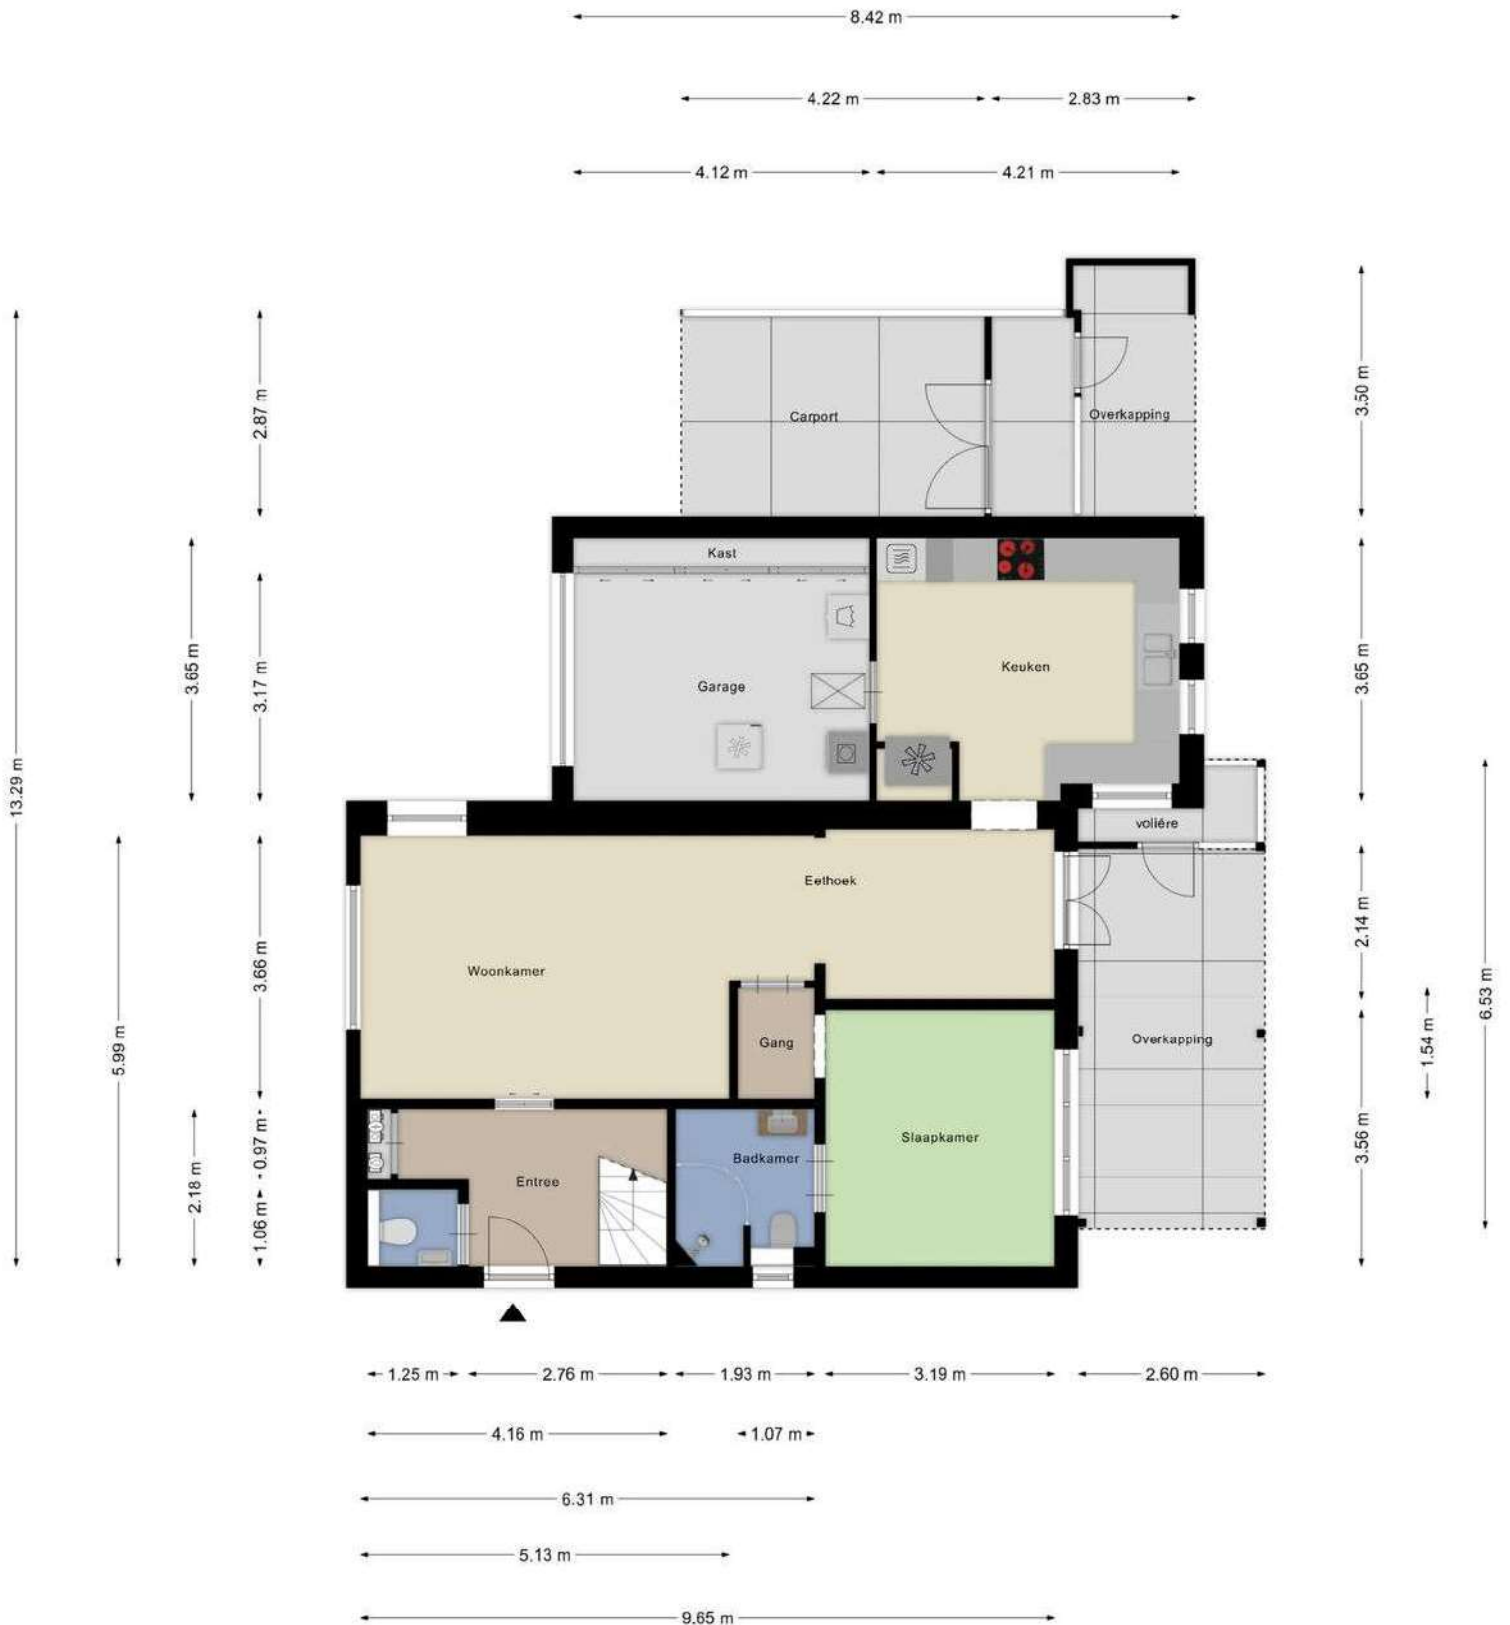 8.42 m
4.22 m
2.83 m
4.12 m
4.21 m
13.29 m
2.87 m
3.50 m
Carport
Overkapping
3.65 m
3.17 m
Kast
Garage
Keuken
3.65 m
voliére
5.99 m
3.66 m
Eethoek
Woonkamer
2.14 m
6.53 m
Gang
Overkapping
1.54 m
2.18 m
0.97 m
1.06 m
Entree
Badkamer
Slaapkamer
3.56 m
1.25 m
2.76 m
1.93 m
3.19 m
2.60 m
4.16 m
1.07 m
6.31 m
5.13 m
9.65 m